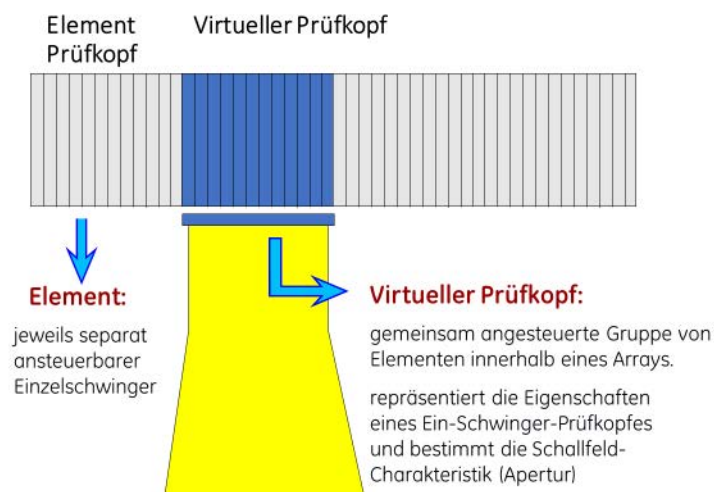 Element
Prüfkopf
Virtueller Prüfkopf
Element:
jeweils separat
ansteuerbarer
Einzelschwinger
Virtueller Prüfkopf:
gemeinsam angesteuerte Gruppe von
Elementen innerhalb eines Arrays.
repräsentiert die Eigenschaften
eines Ein-Schwinger-Prüfkopfes
und bestimmt die Schallfeld-
Charakteristik (Apertur)